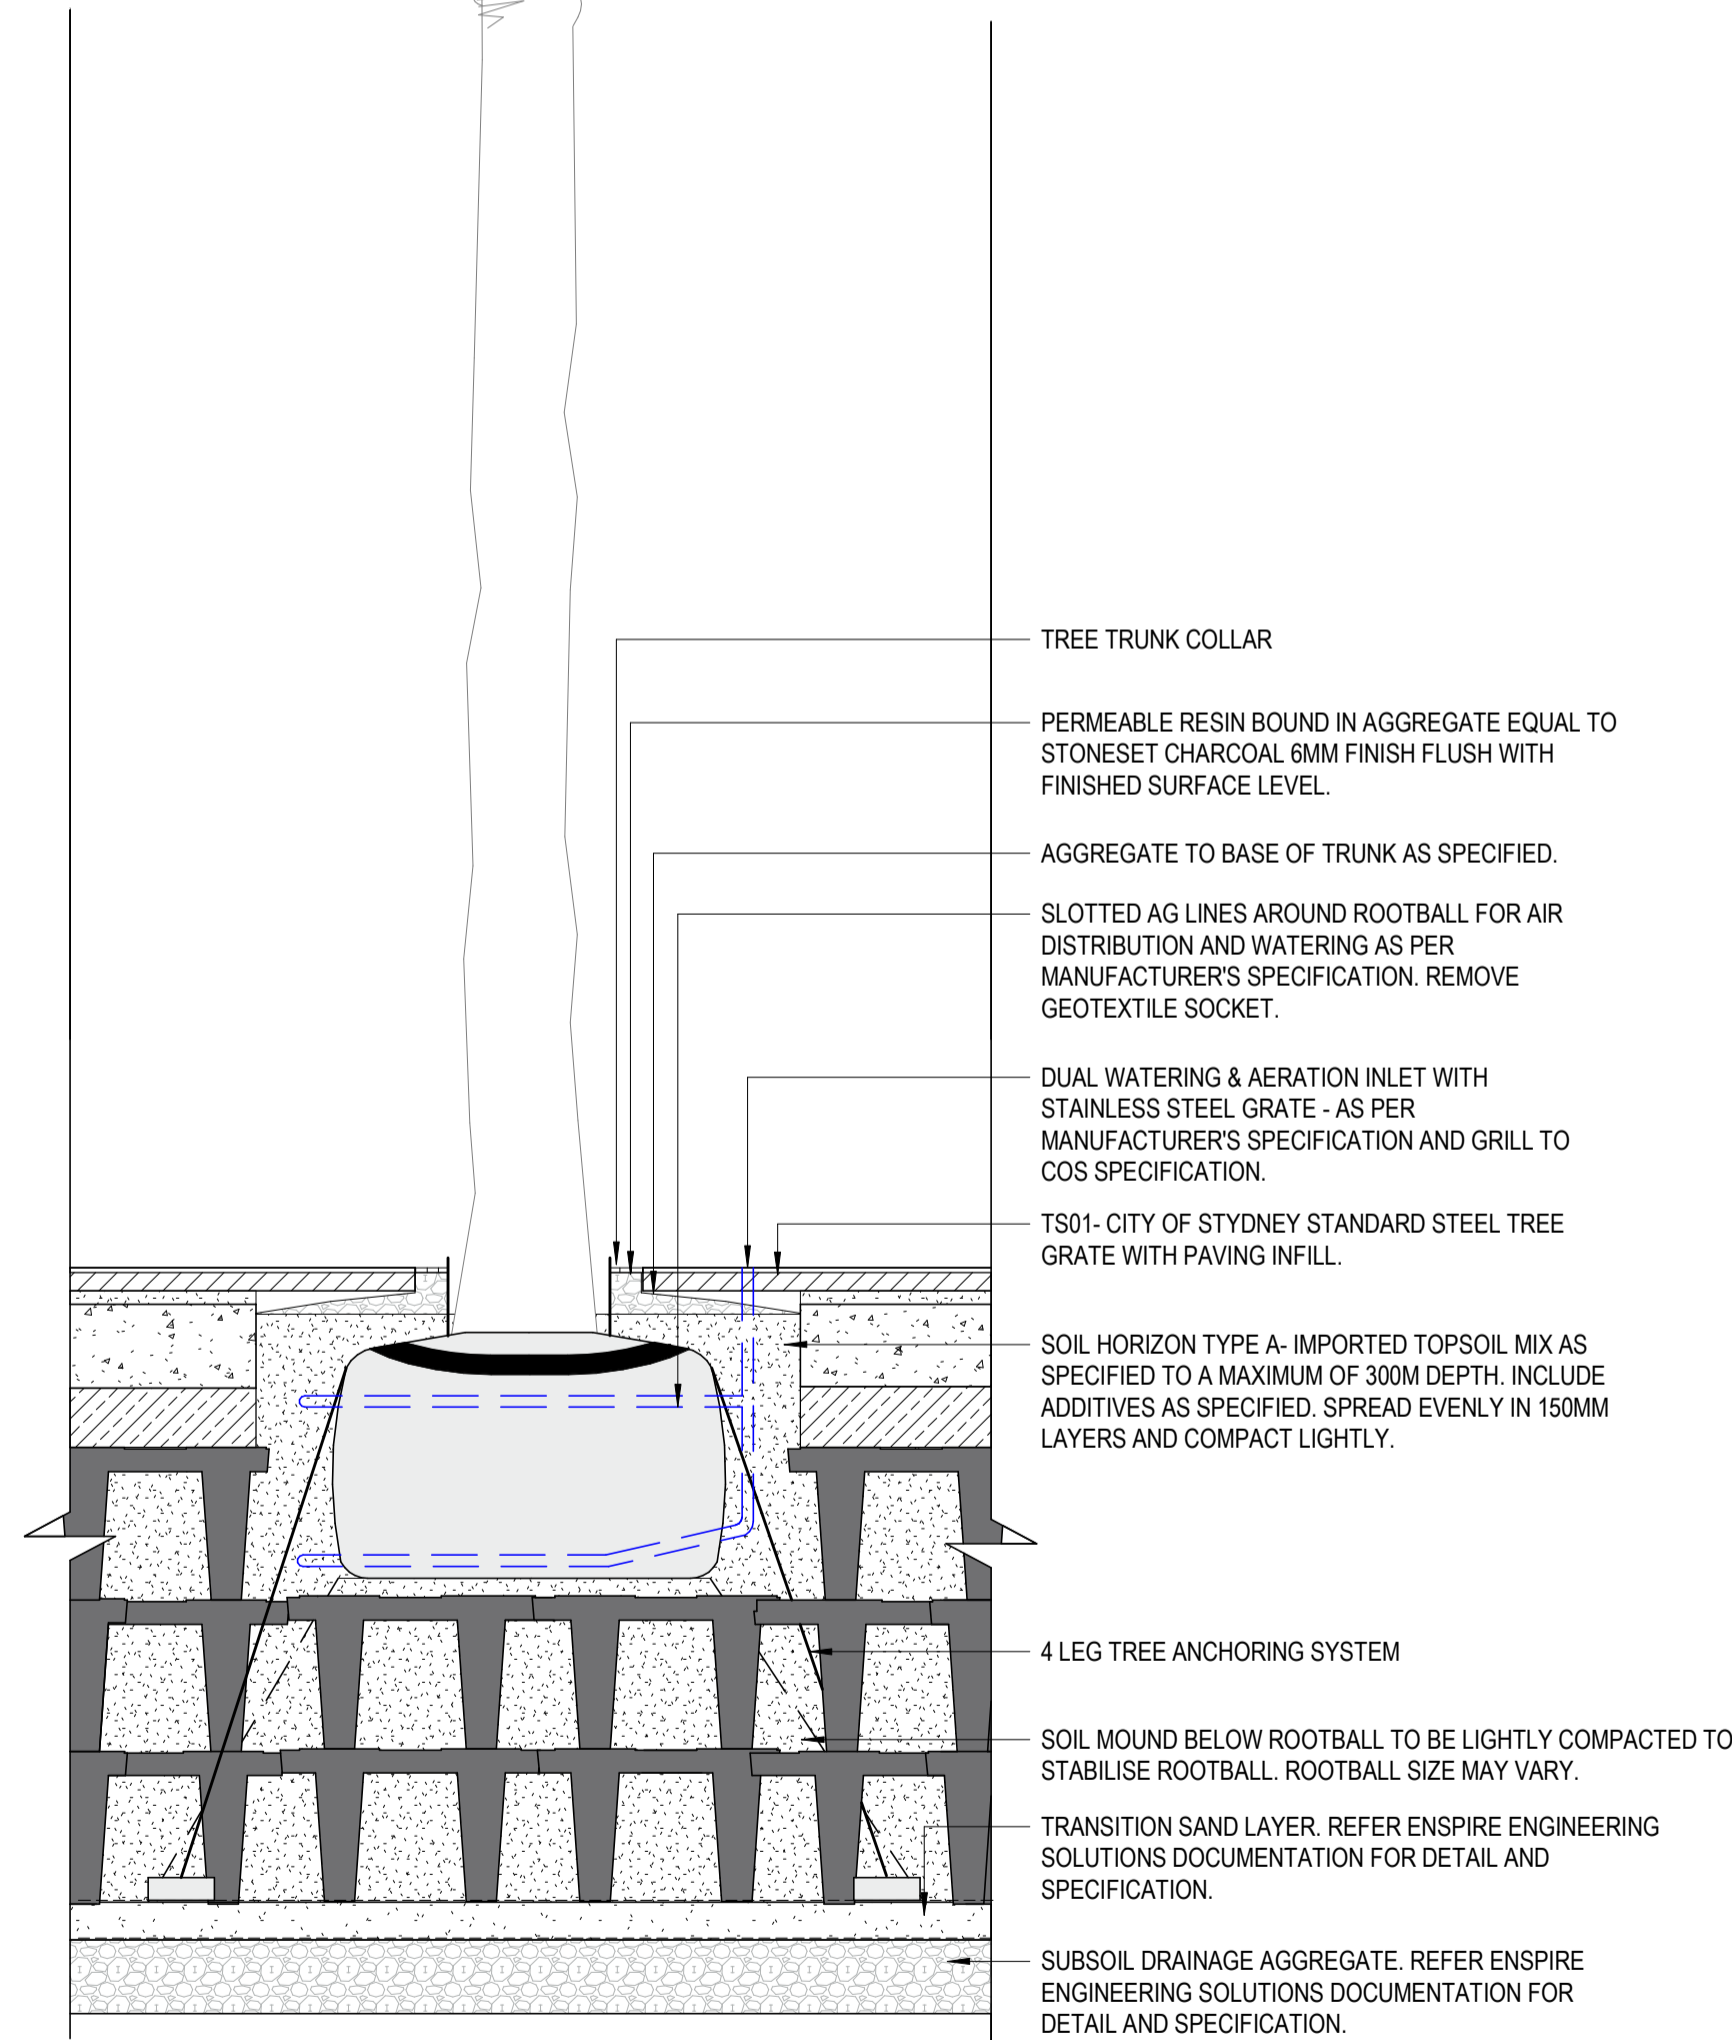 TREE TRUNK COLLAR
PERMEABLE RESIN BOUND IN AGGREGATE EQUAL TO
STONESET CHARCOAL 6MM FINISH FLUSH WITH
FINISHED SURFACE LEVEL.
AGGREGATE TO BASE OF TRUNK AS SPECIFIED.
SLOTTED AG LINES AROUND ROOTBALL FOR AIR
DISTRIBUTION AND WATERING AS PER
MANUFACTURER'S SPECIFICATION. REMOVE
GEOTEXTILE SOCKET.
DUAL WATERING & AERATION INLET WITH
STAINLESS STEEL GRATE - AS PER
MANUFACTURER'S SPECIFICATION AND GRILL TO
COS SPECIFICATION.
TS01- CITY OF STYDNEY STANDARD STEEL TREE
GRATE WITH PAVING INFILL.
SOIL HORIZON TYPE A- IMPORTED TOPSOIL MIX AS
SPECIFIED TO A MAXIMUM OF 300M DEPTH. INCLUDE
ADDITIVES AS SPECIFIED. SPREAD EVENLY IN 150MM
LAYERS AND COMPACT LIGHTLY.
4 LEG TREE ANCHORING SYSTEM
SOIL MOUND BELOW ROOTBALL TO BE LIGHTLY COMPACTED TO
STABILISE ROOTBALL. ROOTBALL SIZE MAY VARY.
TRANSITION SAND LAYER. REFER ENSPIRE ENGINEERING
SOLUTIONS DOCUMENTATION FOR DETAIL AND
SPECIFICATION.
SUBSOIL DRAINAGE AGGREGATE. REFER ENSPIRE
ENGINEERING SOLUTIONS DOCUMENTATION FOR
DETAIL AND SPECIFICATION.